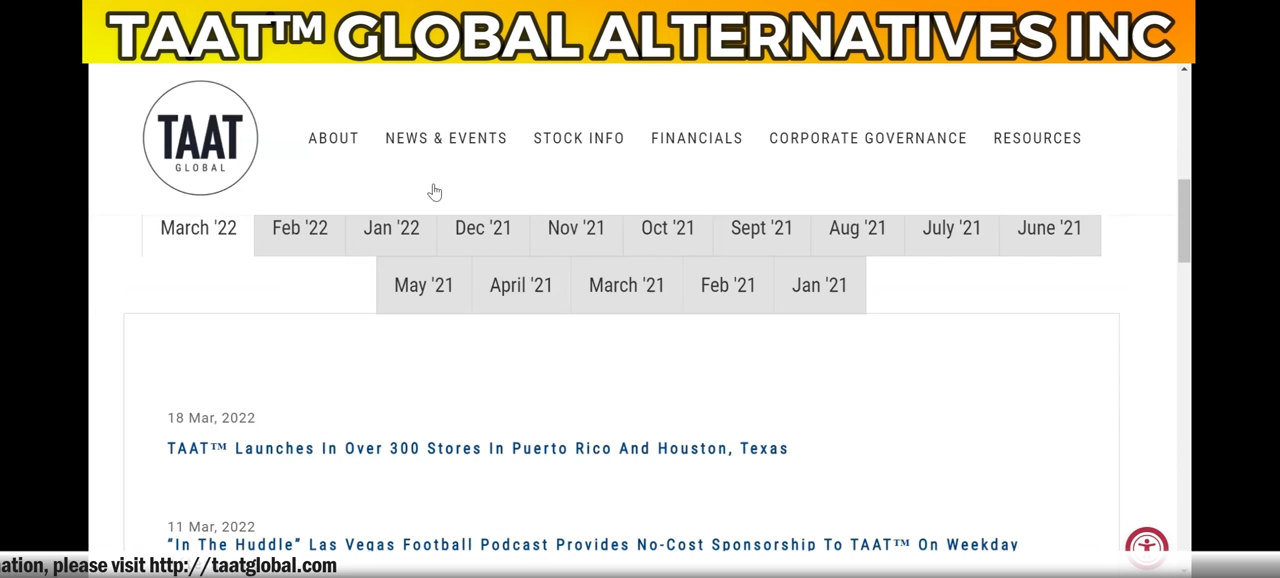 TAAT™ GLOBAL ALTERNATIVES INC
TAAT
GLOBAL
ABOUT NEWS & EVENTS STOCK INFO FINANCIALS CORPORATE GOVERNANCE RESOURCES
March '22 Feb '22 Jan '22 Dec '21 Nov '21 Oct '21 Sept '21 Aug '21 July '21 June '21
May '21 April '21 March '21 Feb '21 Jan '21
18 Mar, 2022
TAAT™ Launches In Over 300 Stores In Puerto Rico And Houston, Texas
11 Mar, 2022
“In The Huddle” Las Vegas Football Podcast Provides No-Cost Sponsorship To TAAT™ On Weekday
ation, please visit http://taatglobal.com